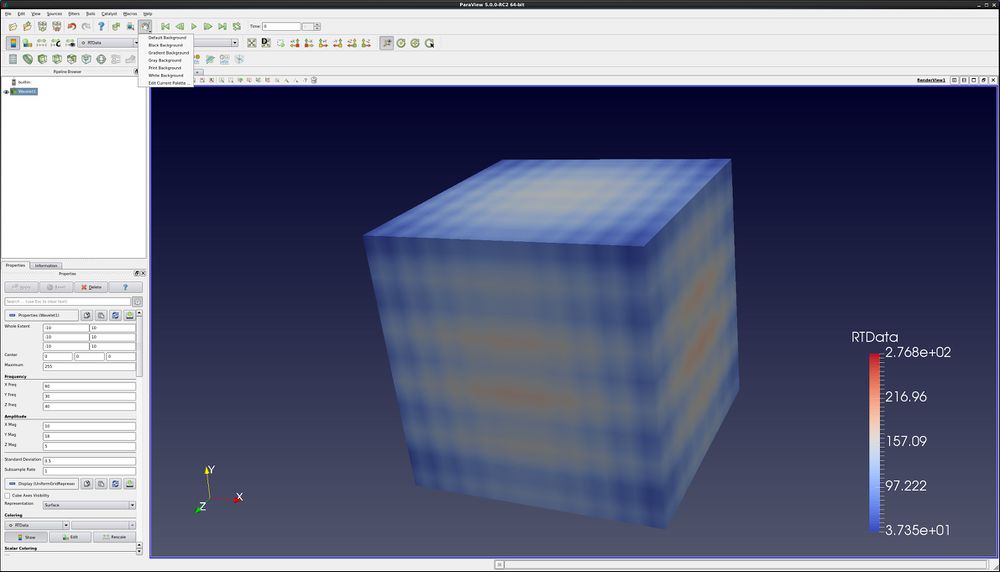 ParaView 5.0.0-RC2 64-bit
File Edit View Sources Filters Tools Catalyst Macros Help
Time: 0
RTData
Default Background
Black Background
Gradient Background
Gray Background
Print Background
White Background
Edit Current Palette...
Pipeline Browser
builtin:
Wavelet1
RenderView1
Properties Information
Properties
Apply Reset Delete ?
Search ... (use Esc to clear text)
Properties (Wavelet1)
Whole Extent -10 10
-10 10
-10 10
Center 0 0 0
Maximum 255
Frequency
X Freq 60
Y Freq 30
Z Freq 40
Amplitude
X Mag 10
Y Mag 18
Z Mag 5
Standard Deviation 0.5
Subsample Rate 1
Display (UniformGridRepresen
Cube Axes Visibility
Representation Surface
Coloring
RTData
Show Edit Rescale
Scalar Coloring
Y
X
Z
RTData
2.768e+02
216.96
157.09
97.222
3.735e+01